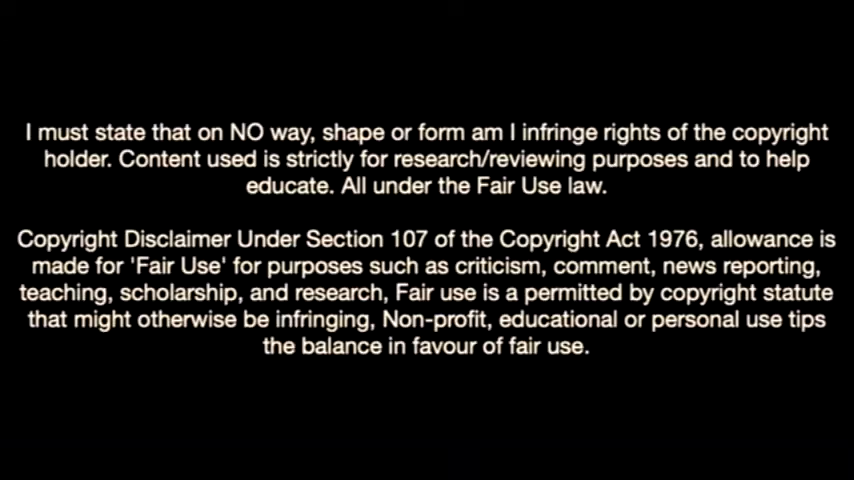 I must state that on NO way, shape or form am I infringe rights of the copyright
holder. Content used is strictly for research/reviewing purposes and to help
educate. All under the Fair Use law.
Copyright Disclaimer Under Section 107 of the Copyright Act 1976, allowance is
made for 'Fair Use' for purposes such as criticism, comment, news reporting,
teaching, scholarship, and research, Fair use is a permitted by copyright statute
that might otherwise be infringing, Non-profit, educational or personal use tips
the balance in favour of fair use.